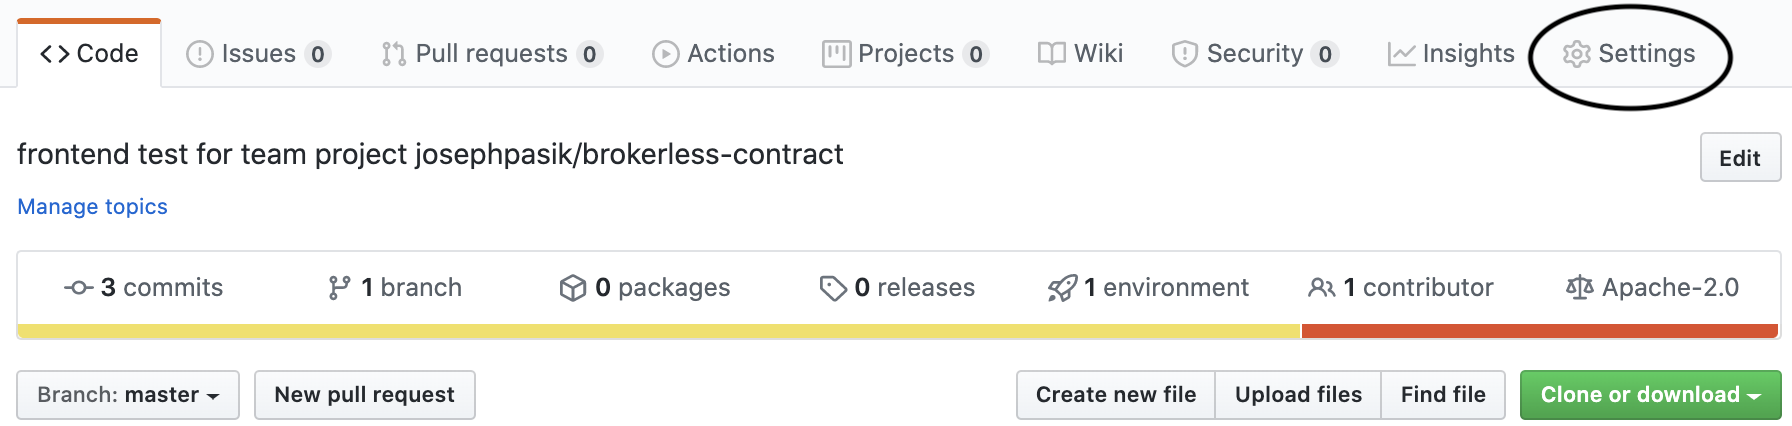 <> Code Issues 0 Pull requests 0 Actions Projects 0 Wiki Security 0 Insights Settings
frontend test for team project josephpasik/brokerless-contract Edit
Manage topics
3 commits 1 branch 0 packages 0 releases 1 environment 1 contributor Apache-2.0
Branch: master New pull request Create new file Upload files Find file Clone or download